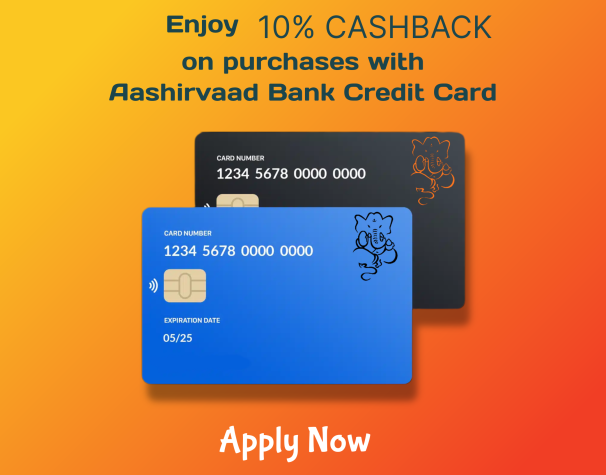 Enjoy 10% CASHBACK
on purchases with
Aashirvaad Bank Credit Card
CARD NUMBER
1234 5678 0000 0000
CARD NUMBER
1234 5678 0000 0000
EXPIRATION DATE
05/25
Apply Now